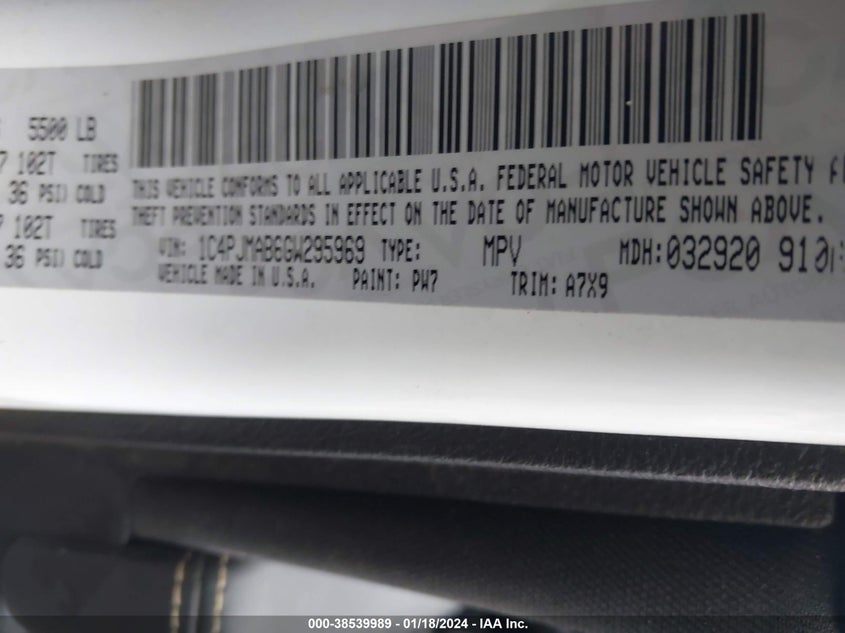 5500 LB
102T TIRES
36 PSI) COLD
102T TIRES
36 PSI) COLD
THIS VEHICLE CONFORMS TO ALL APPLICABLE U.S.A. FEDERAL MOTOR VEHICLE SAFETY
THEFT PREVENTION STANDARDS IN EFFECT ON THE DATE OF MANUFACTURE SHOWN ABOVE.
VIN: 1C4PJMAB6GW295969 TYPE: MPV MDH: 032920 910
VEHICLE MADE IN U.S.A. PAINT: PW7 TRIM: A7X9
000-38539989 - 01/18/2024 - IAA Inc.